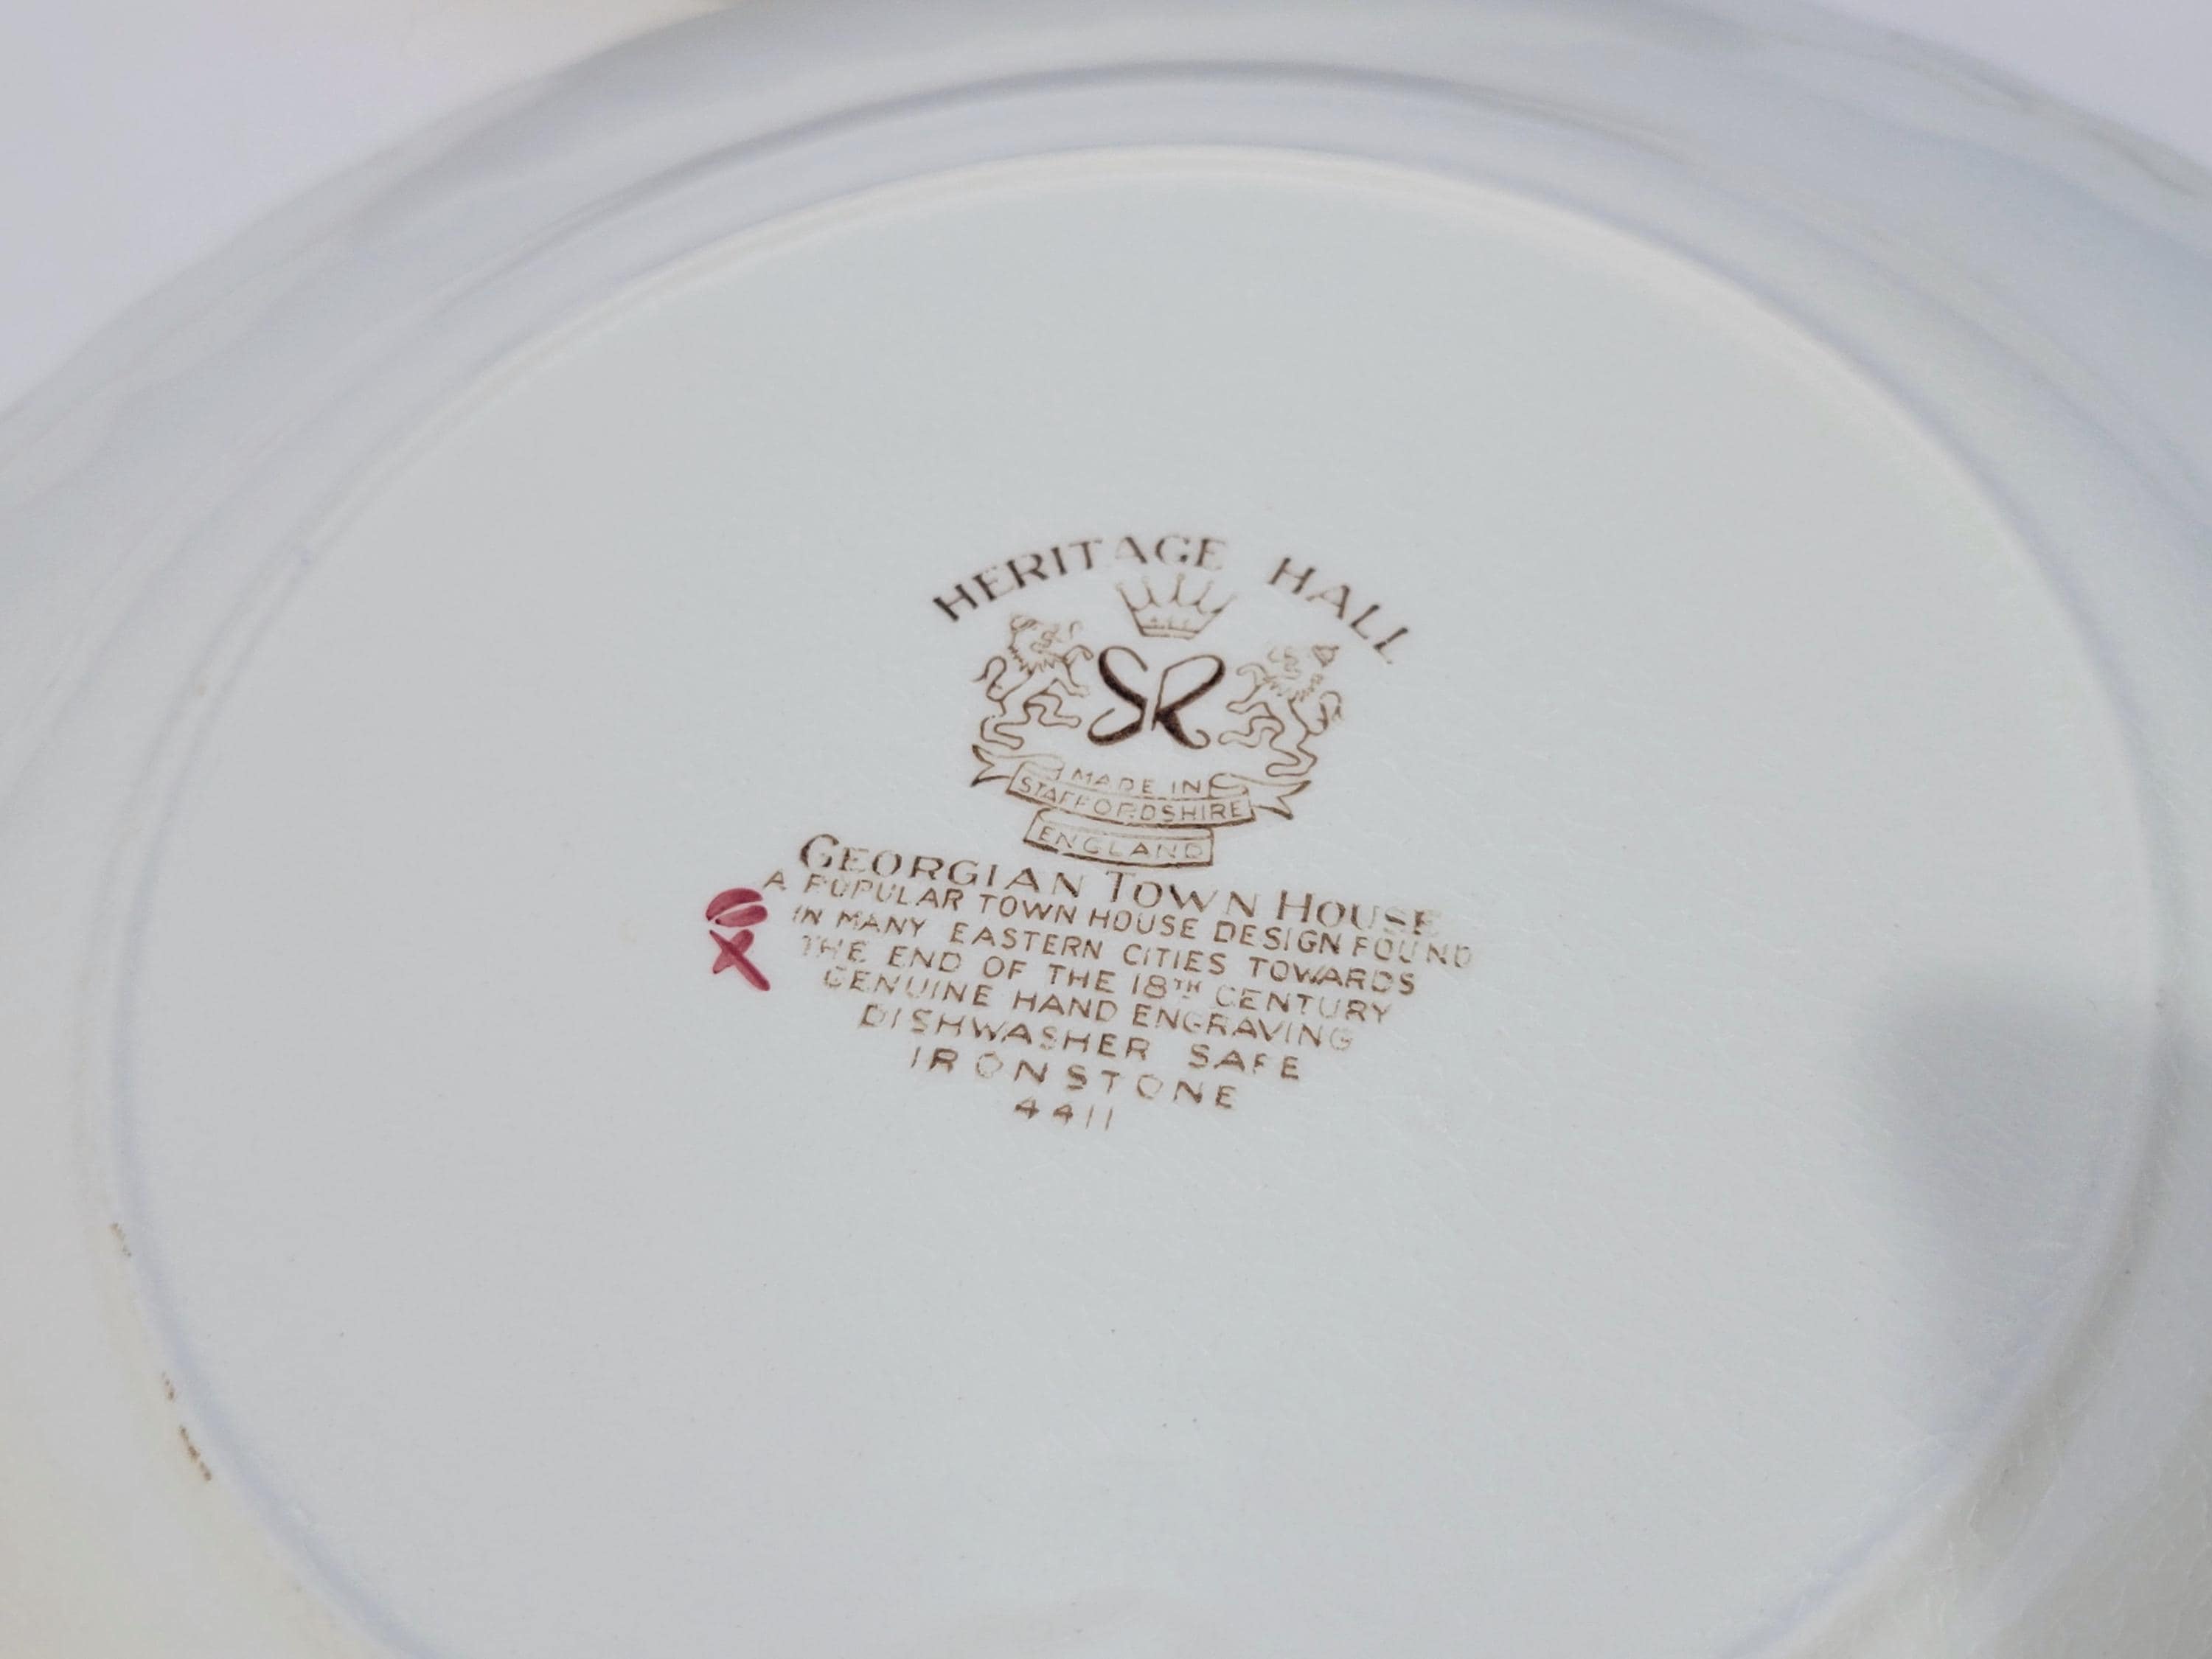 HERITAGE HALL
SR
MADE IN
STAFFORDSHIRE
ENGLAND
GEORGIAN TOWN HOUSE
A POPULAR TOWN HOUSE DESIGN FOUND
IN MANY EASTERN CITIES TOWARDS
THE END OF THE 18TH CENTURY
GENUINE HAND ENGRAVING
DISHWASHER SAFE
IRONSTONE
4411